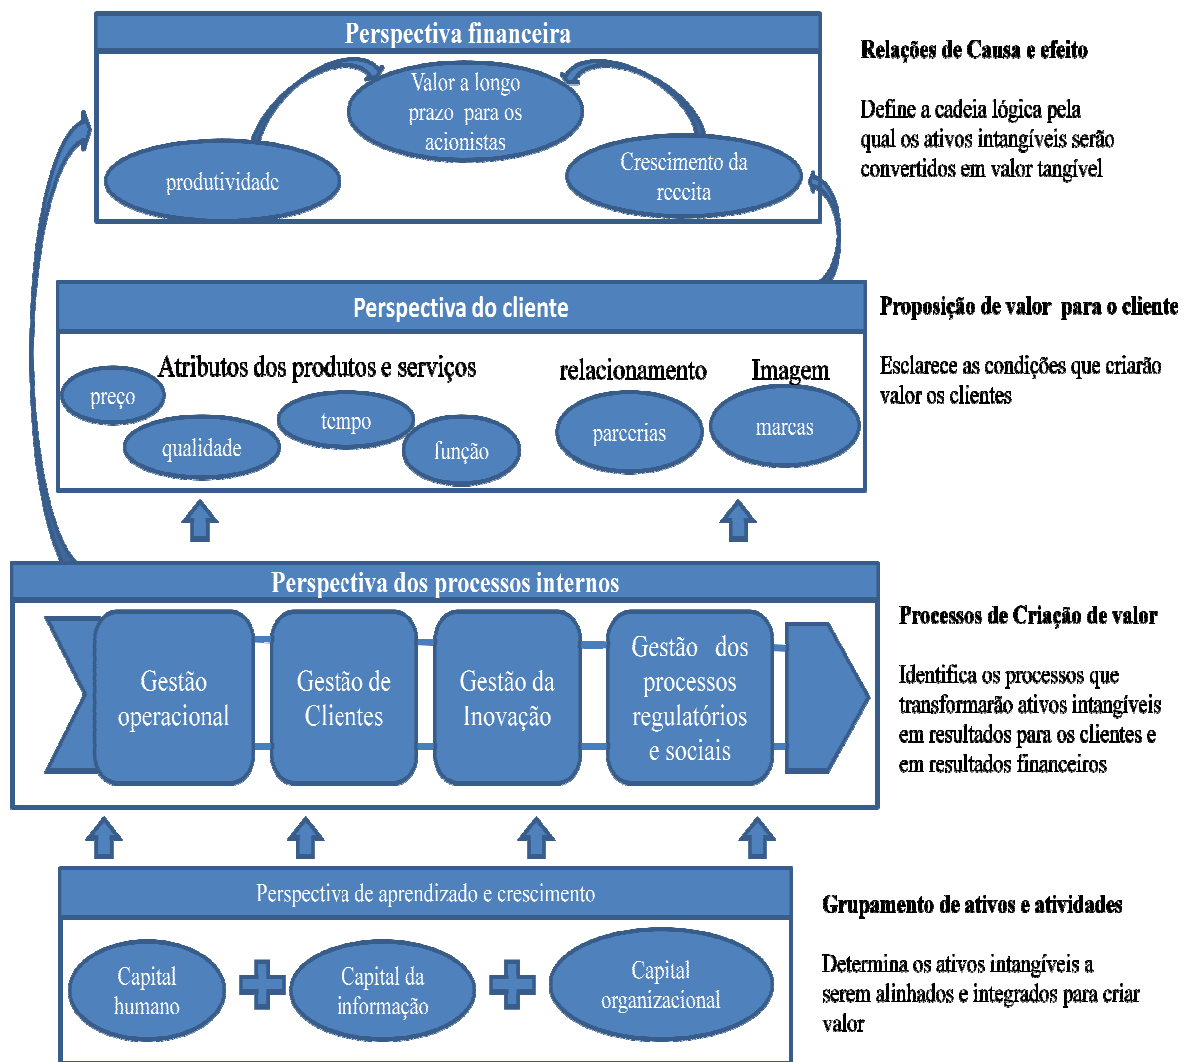 Perspectiva financeira
Valor a longo
prazo para os
acionistas
produtividade
Crescimento da
receita
Relações de Causa e efeito
Define a cadeia lógica pela
qual os ativos intangíveis serão
convertidos em valor tangível
Perspectiva do cliente
Atributos dos produtos e serviços
relacionamento
Imagem
preço
qualidade
tempo
função
parcerias
marcas
Proposição de valor para o cliente
Esclarece as condições que criarão
valor os clientes
Perspectiva dos processos internos
Gestão
operacional
Gestão de
Clientes
Gestão da
Inovação
Gestão dos
processos
regulatórios
e sociais
Processos de Criação de valor
Identifica os processos que
transformarão ativos intangíveis
em resultados para os clientes e
em resultados financeiros
Perspectiva de aprendizado e crescimento
Capital
humano
Capital da
informação
Capital
organizacional
Grupamento de ativos e atividades
Determina os ativos intangíveis a
serem alinhados e integrados para criar
valor